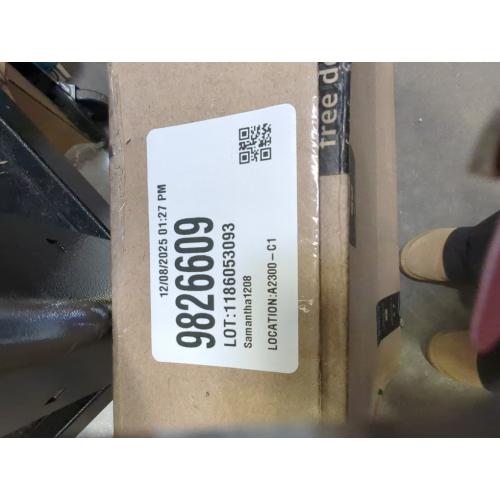 12/08/2025 01:27 PM
9826609
LOT:1186053093
Samantha1208
LOCATION:A2300-C1
free